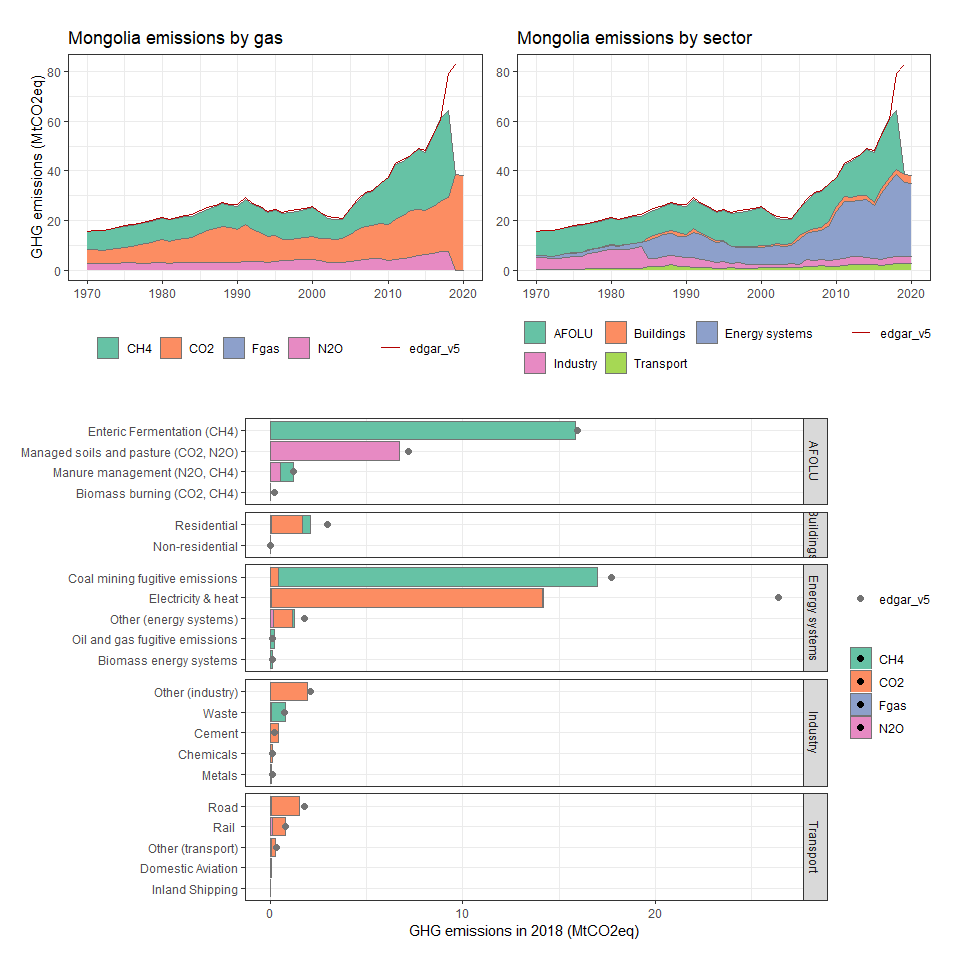 Mongolia emissions by gas
Mongolia emissions by sector
GHG emissions (MtCO2eq)
80
60
40
20
0
1970 1980 1990 2000 2010 2020
80
60
40
20
0
1970 1980 1990 2000 2010 2020
CH4 CO2 Fgas N2O edgar_v5
AFOLU Buildings Energy systems edgar_v5
Industry Transport
Enteric Fermentation (CH4)
Managed soils and pasture (CO2, N2O)
Manure management (N2O, CH4)
Biomass burning (CO2, CH4)
AFOLU
Residential
Non-residential
Buildings
Coal mining fugitive emissions
Electricity & heat
Other (energy systems)
Oil and gas fugitive emissions
Biomass energy systems
Energy systems
Other (industry)
Waste
Cement
Chemicals
Metals
Industry
Road
Rail
Other (transport)
Domestic Aviation
Inland Shipping
Transport
0 10 20
GHG emissions in 2018 (MtCO2eq)
edgar_v5
CH4
CO2
Fgas
N2O